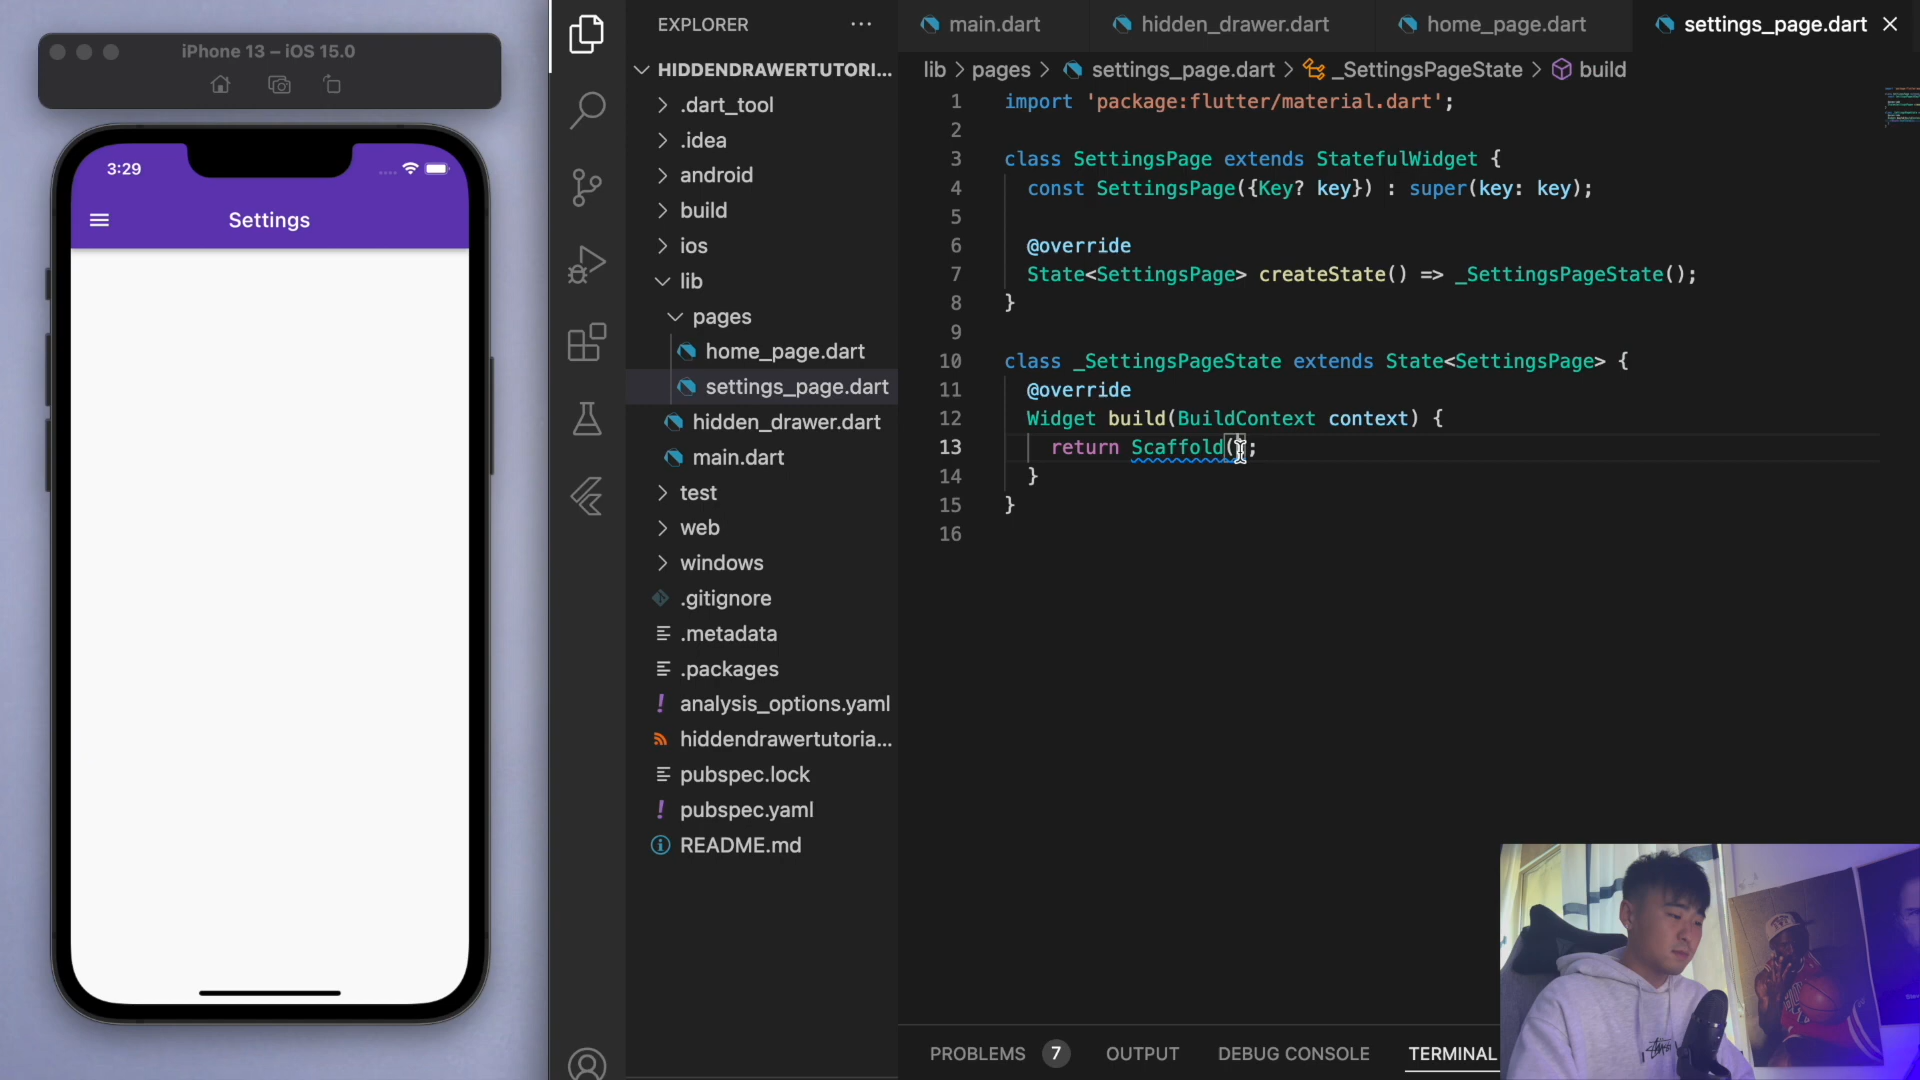 iPhone 13 – iOS 15.0
3:29
Settings
EXPLORER
HIDDENDRAWERTUTORI...
.dart_tool
.idea
android
build
ios
lib
pages
home_page.dart
settings_page.dart
hidden_drawer.dart
main.dart
test
web
windows
.gitignore
.metadata
.packages
analysis_options.yaml
hiddendrawertutoria...
pubspec.lock
pubspec.yaml
README.md
main.dart
hidden_drawer.dart
home_page.dart
settings_page.dart
lib > pages > settings_page.dart > _SettingsPageState > build
1 import 'package:flutter/material.dart';
2
3 class SettingsPage extends StatefulWidget {
4 const SettingsPage({Key? key}) : super(key: key);
5
6 @override
7 State<SettingsPage> createState() => _SettingsPageState();
8 }
9
10 class _SettingsPageState extends State<SettingsPage> {
11 @override
12 Widget build(BuildContext context) {
13 return Scaffold();
14 }
15 }
16
PROBLEMS 7 OUTPUT DEBUG CONSOLE TERMINAL